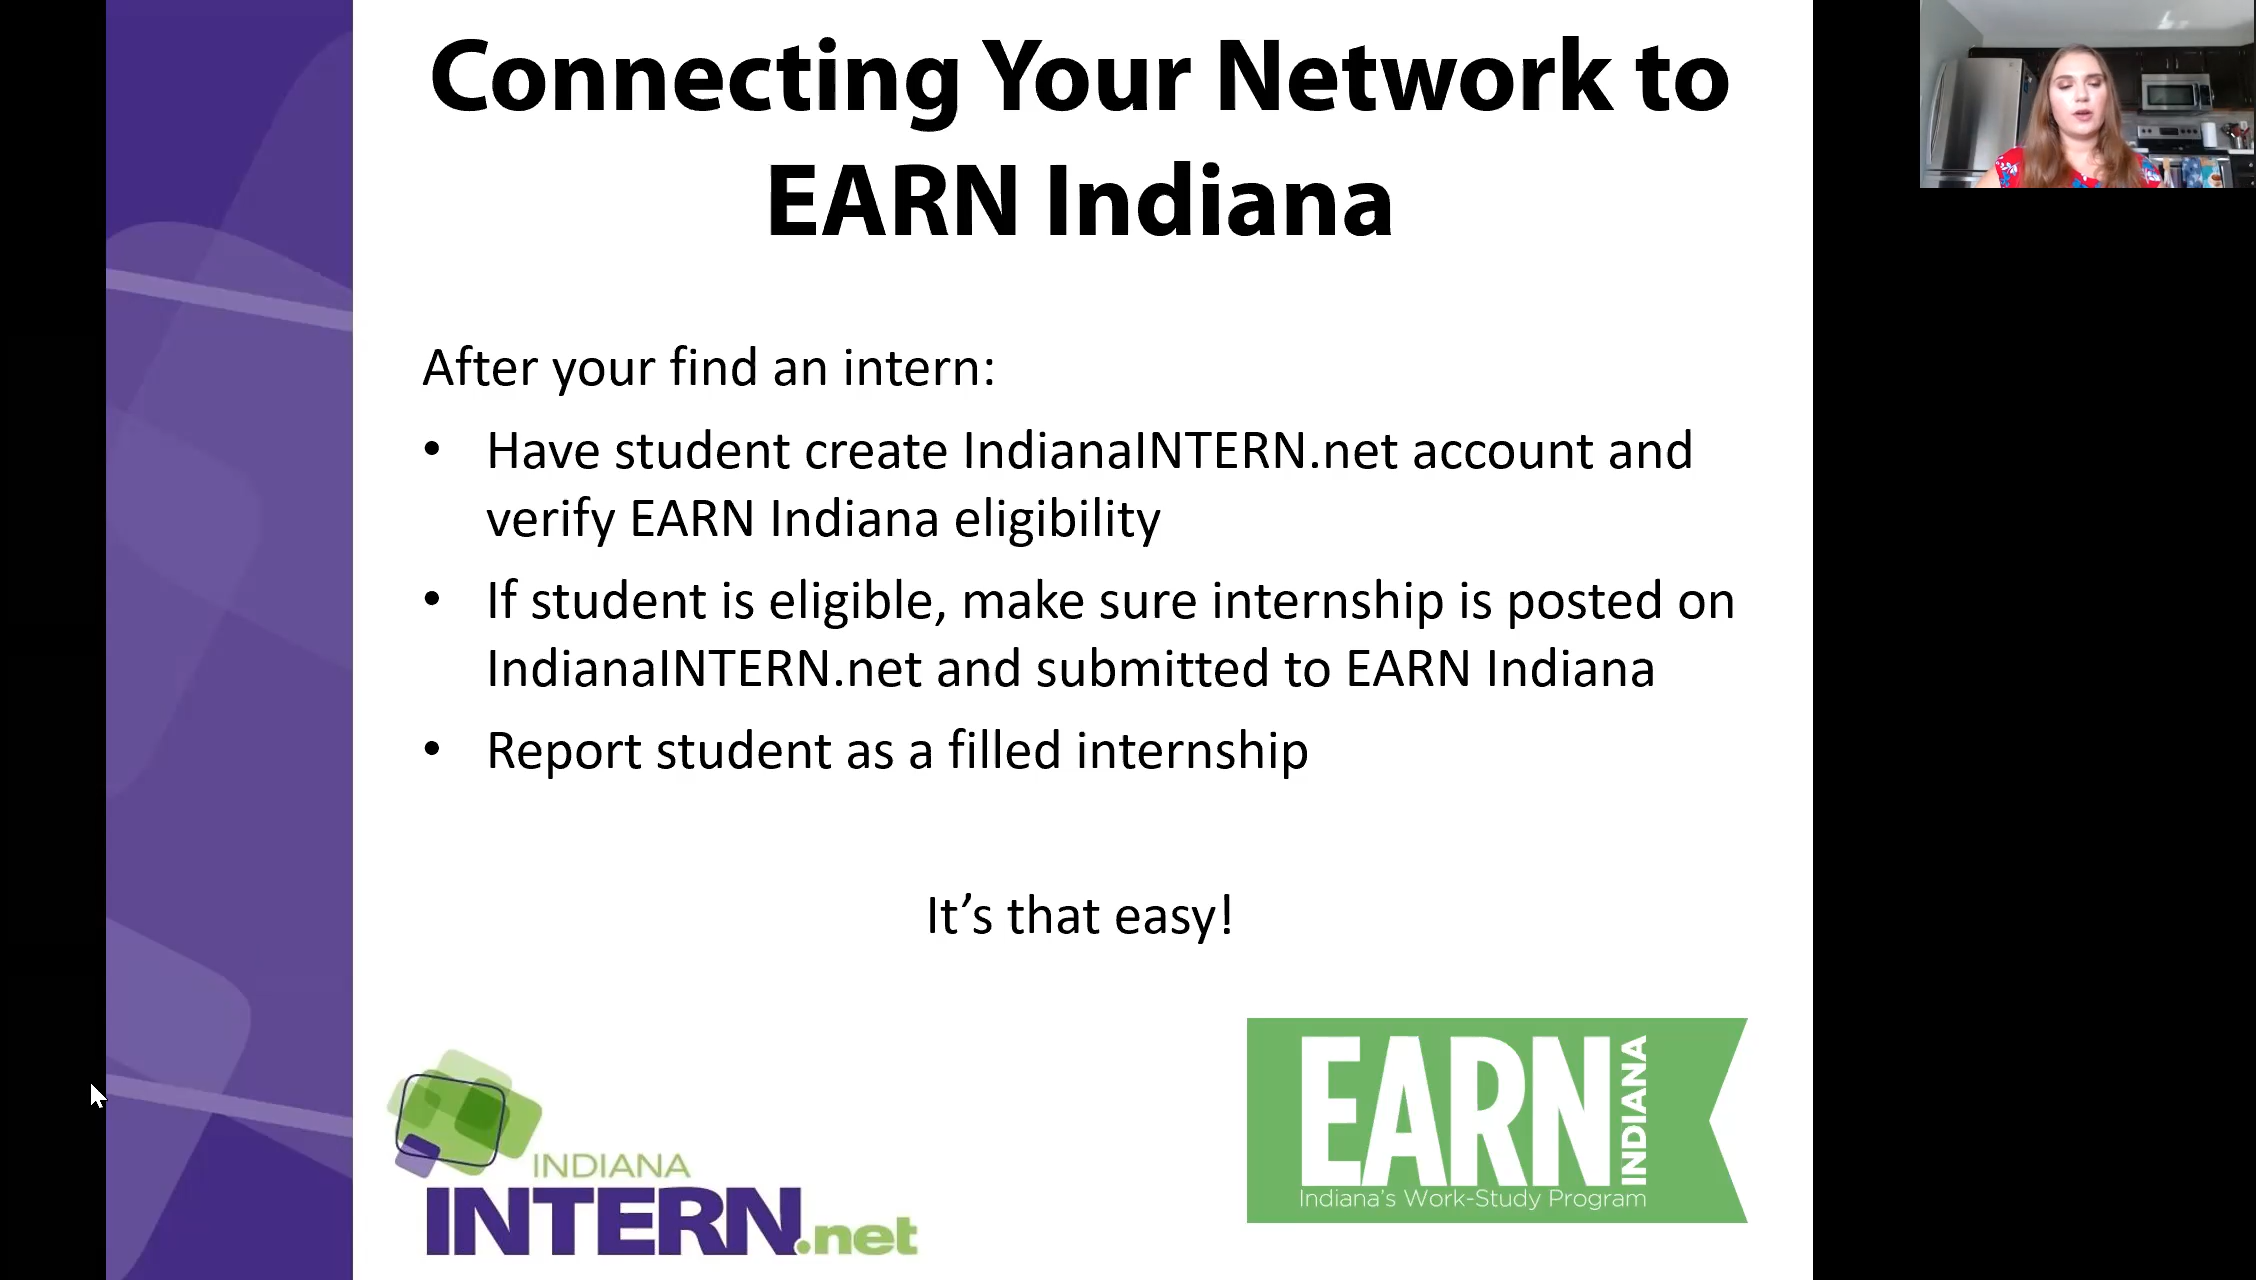 Connecting Your Network to
EARN Indiana
After your find an intern:
• Have student create IndianaINTERN.net account and
verify EARN Indiana eligibility
• If student is eligible, make sure internship is posted on
IndianaINTERN.net and submitted to EARN Indiana
• Report student as a filled internship
It’s that easy!
INDIANA
INTERN.net
EARN
INDIANA
Indiana's Work-Study Program